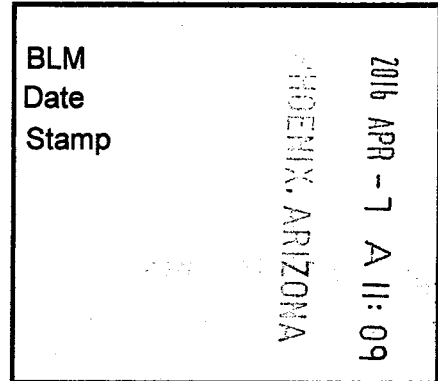 BLM
Date
Stamp
2016 APR -7 A 11:09
PHOENIX, ARIZONA